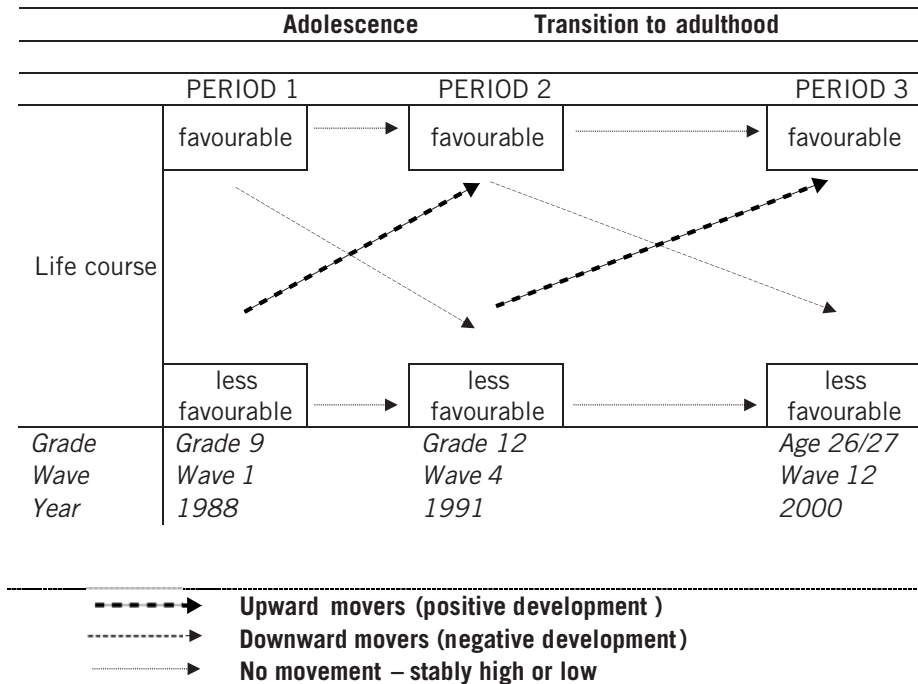 Adolescence Transition to adulthood
PERIOD 1 PERIOD 2 PERIOD 3
favourable favourable favourable
Life course
less less less
favourable favourable favourable
Grade Grade 9 Grade 12 Age 26/27
Wave Wave 1 Wave 4 Wave 12
Year 1988 1991 2000
Upward movers (positive development )
Downward movers (negative development)
No movement – stably high or low